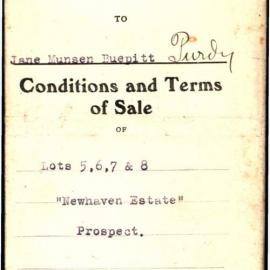 TO
Jane Munsen Buepitt Purdy
Conditions and Terms
of Sale
OF
Lots 5,6,7 & 8
"Newhaven Estate"
Prospect.